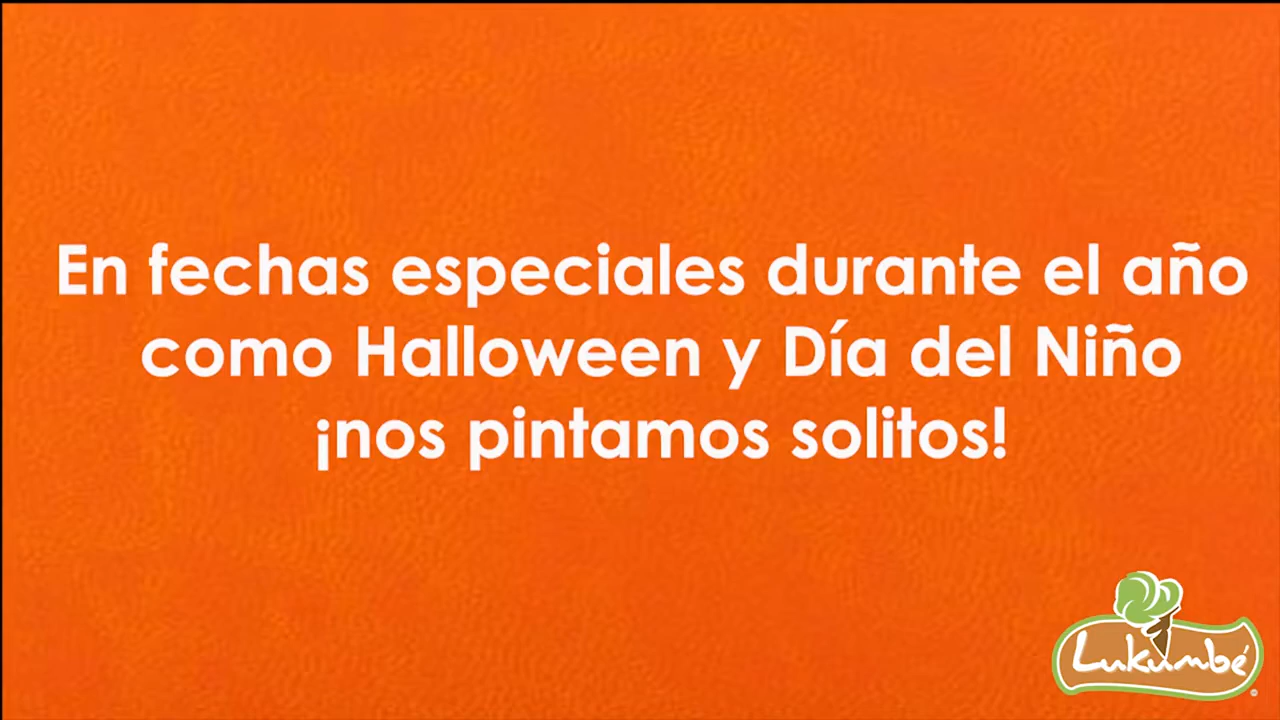 En fechas especiales durante el año
como Halloween y Día del Niño
¡nos pintamos solitos!
Lukumbé